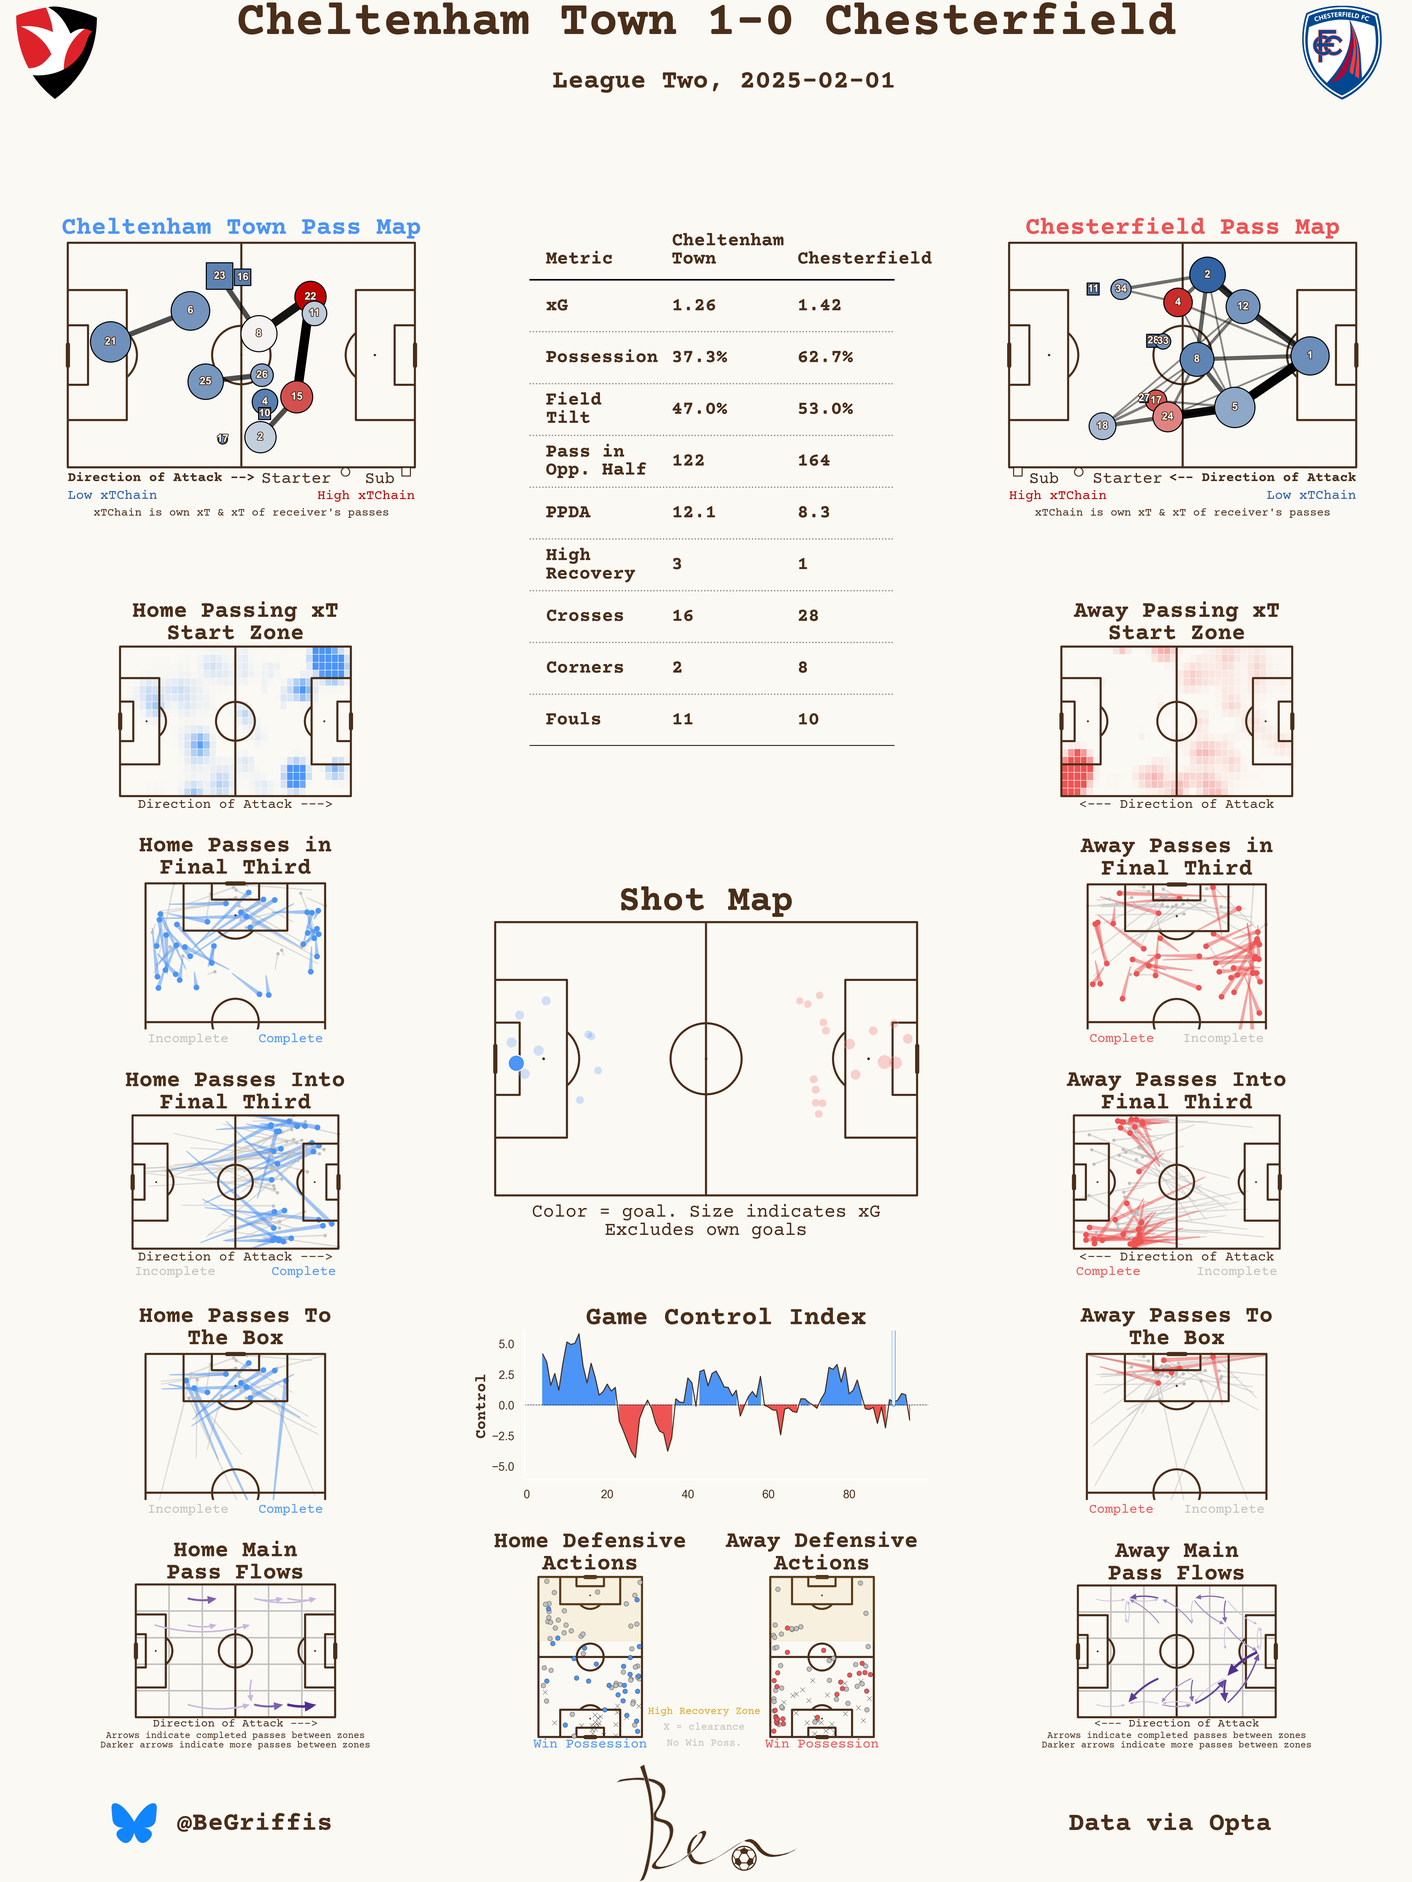 Cheltenham Town 1-0 Chesterfield
League Two, 2025-02-01
CHESTERFIELD FC
Cheltenham Town Pass Map
23
16
22
11
6
8
21
25
26
4
15
10
17
2
Direction of Attack --> Starter Sub
Low xTChain High xTChain
xTChain is own xT & xT of receiver's passes
Metric Cheltenham Town Chesterfield
xG 1.26 1.42
Possession 37.3% 62.7%
Field Tilt 47.0% 53.0%
Pass in Opp. Half 122 164
PPDA 12.1 8.3
High Recovery 3 1
Crosses 16 28
Corners 2 8
Fouls 11 10
Chesterfield Pass Map
2
11
34
4
12
33
8
1
27
17
5
24
18
Sub Starter <-- Direction of Attack
High xTChain Low xTChain
xTChain is own xT & xT of receiver's passes
Home Passing xT
Start Zone
Direction of Attack --->
Away Passing xT
Start Zone
<--- Direction of Attack
Home Passes in
Final Third
Incomplete Complete
Away Passes in
Final Third
Complete Incomplete
Shot Map
Color = goal. Size indicates xG
Excludes own goals
Home Passes Into
Final Third
Direction of Attack --->
Incomplete Complete
Away Passes Into
Final Third
<--- Direction of Attack
Complete Incomplete
Home Passes To
The Box
Incomplete Complete
Game Control Index
Control
5.0
2.5
0.0
−2.5
−5.0
0 20 40 60 80
Away Passes To
The Box
Complete Incomplete
Home Main
Pass Flows
Direction of Attack --->
Arrows indicate completed passes between zones
Darker arrows indicate more passes between zones
Home Defensive
Actions
Win Possession
High Recovery Zone
X = clearance
No Win Poss.
Away Defensive
Actions
Win Possession
Away Main
Pass Flows
<--- Direction of Attack
Arrows indicate completed passes between zones
Darker arrows indicate more passes between zones
@BeGriffis
Ben
Data via Opta